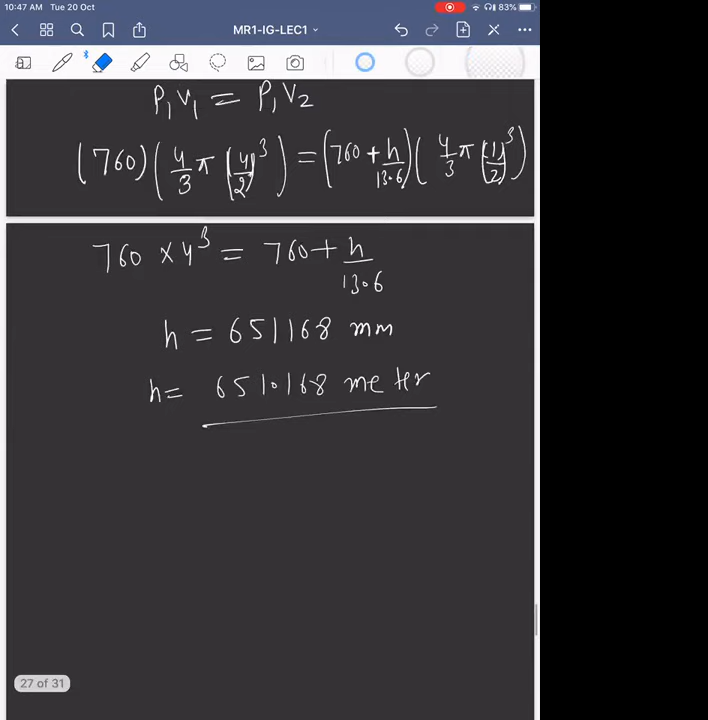 10:47 AM Tue 20 Oct
83%
MR1-IG-LEC1
P₁V₁ = P₁V₂
(760)(4/3 π (4/2)³) = (760 + h/13.6)(4/3 π (1/2)³)
760 × 4³ = 760 + h/13.6
h = 651168 mm
h = 651.168 meter
27 of 31